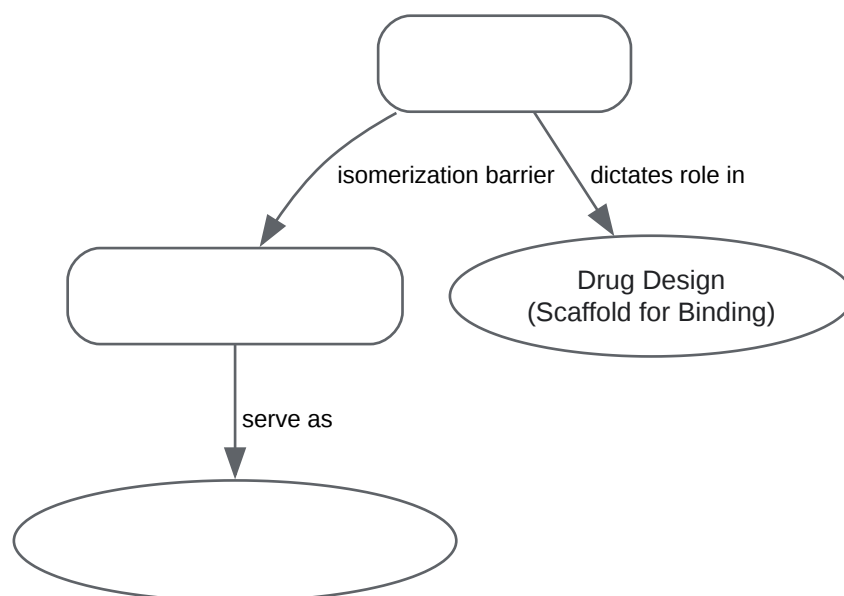 isomerization barrier
dictates role in
Drug Design
(Scaffold for Binding)
serve as